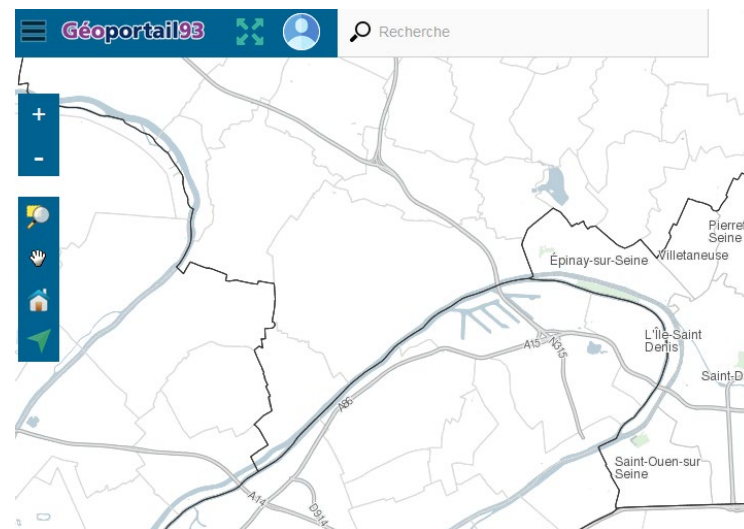 Géoportail93
Recherche
+
-
Pierref
Seine
Épinay-sur-Seine
Villetaneuse
A15
N315
L'Île-Saint
Denis
Saint-D
A86
Saint-Ouen-sur
Seine
A14
D914